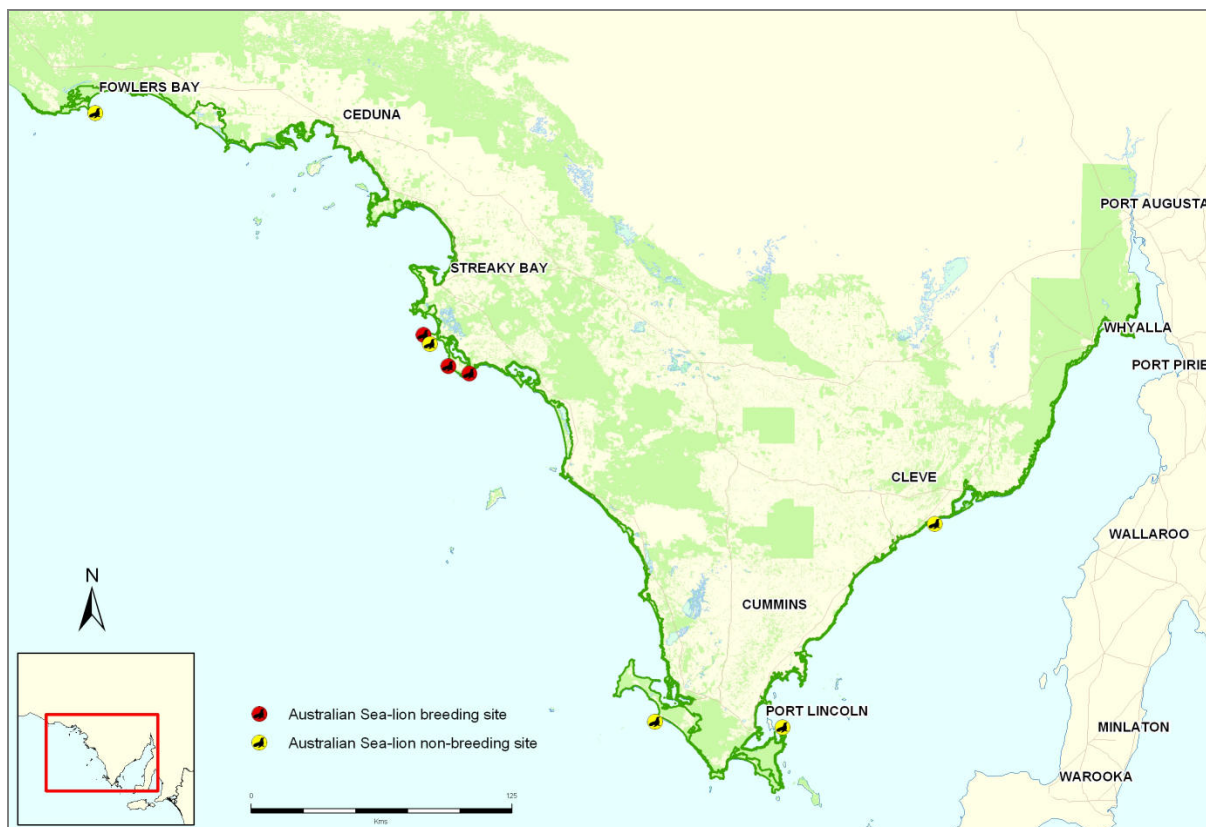 FOWLERS BAY
CEDUNA
PORT AUGUSTA
STREAKY BAY
WHYALLA
PORT PIRIE
CLEVE
WALLAROO
N
CUMMINS
PORT LINCOLN
MINLATON
WAROOKA
Australian Sea-lion breeding site
Australian Sea-lion non-breeding site
0 125
Kms